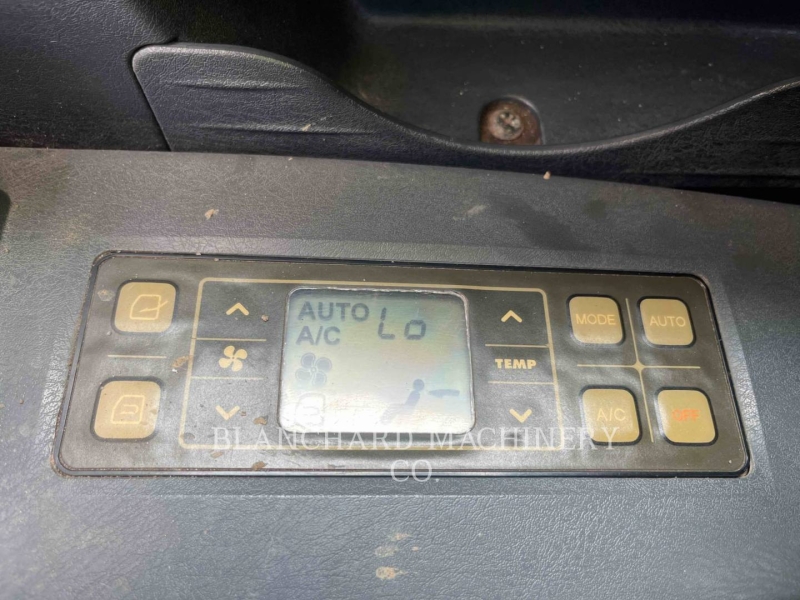 AUTO
A/C
Lo
TEMP
MODE
AUTO
A/C
OFF
BLANCHARD MACHINERY
CO.